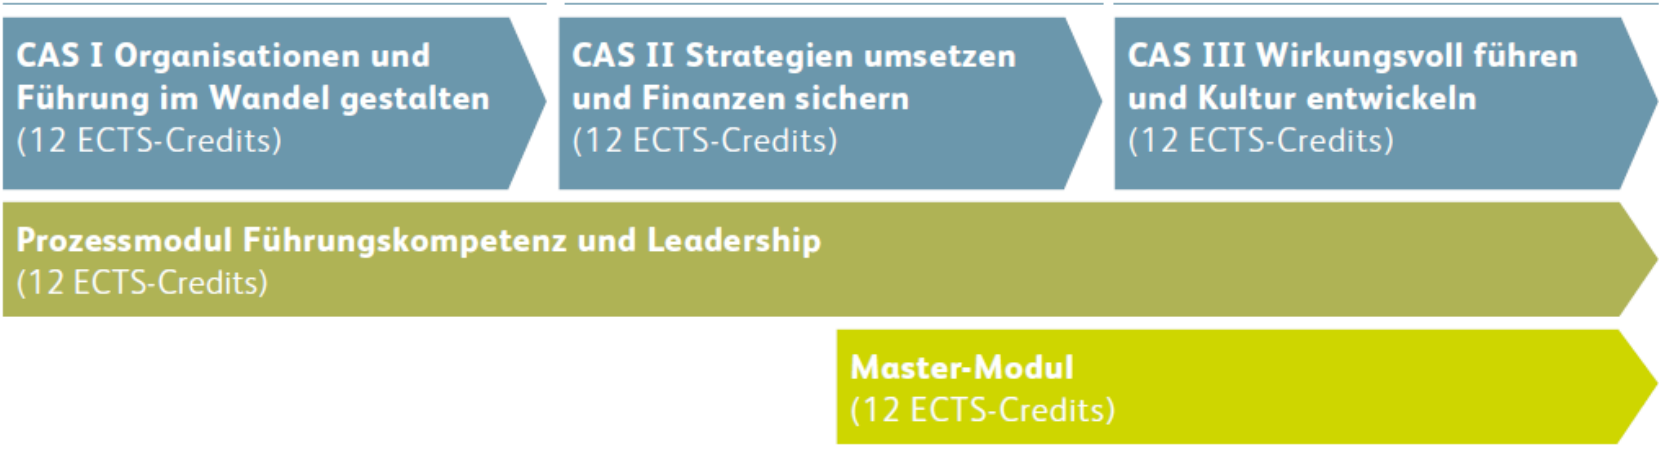 CAS I Organisationen und
Führung im Wandel gestalten
(12 ECTS-Credits)
CAS II Strategien umsetzen
und Finanzen sichern
(12 ECTS-Credits)
CAS III Wirkungsvoll führen
und Kultur entwickeln
(12 ECTS-Credits)
Prozessmodul Führungskompetenz und Leadership
(12 ECTS-Credits)
Master-Modul
(12 ECTS-Credits)